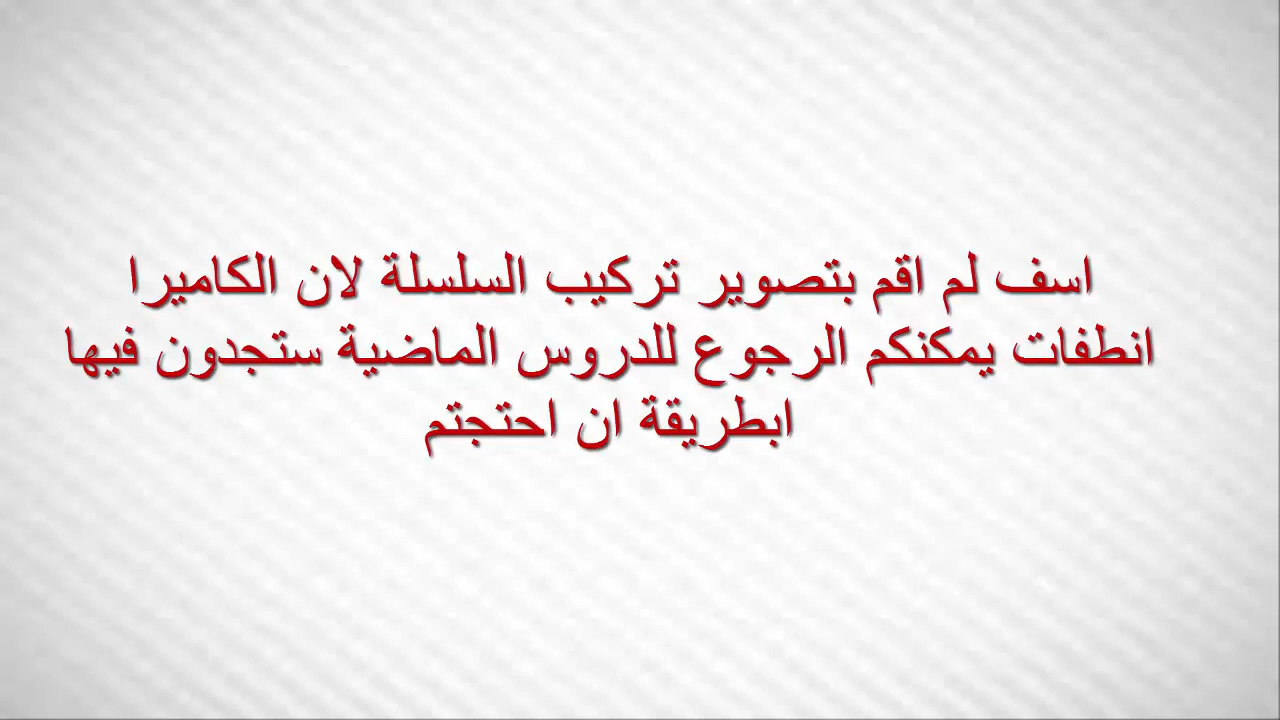 اسف لم اقم بتصوير تركيب السلسلة لان الكاميرا
انطفات يمكنكم الرجوع للدروس الماضية ستجدون فيها
ابطريقة ان احتجتم